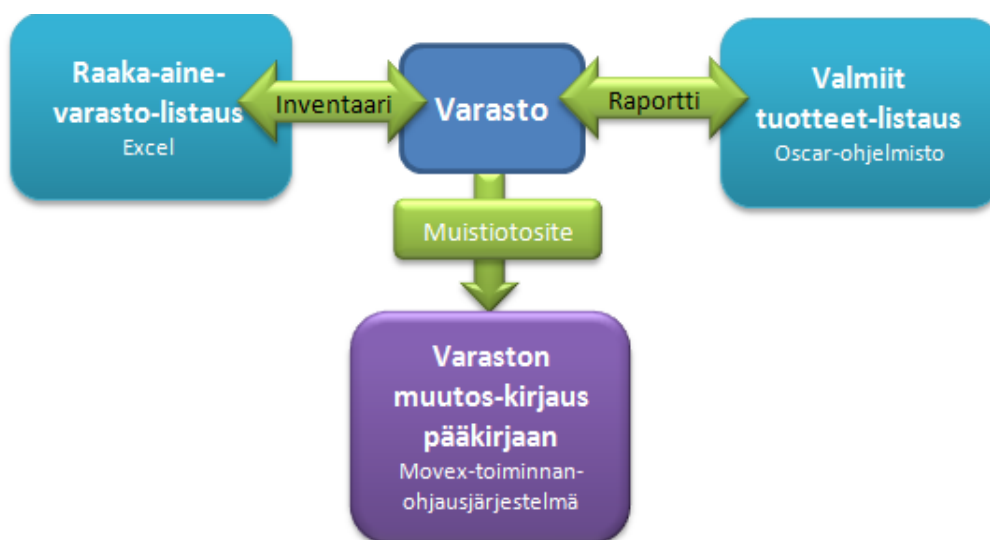 Raaka-aine-
varasto-listaus
Excel
Inventaari
Varasto
Raportti
Valmiit
tuotteet-listaus
Oscar-ohjelmisto
Muistiotosite
Varaston
muutos-kirjaus
pääkirjaan
Movex-toiminnan-
ohjausjärjestelmä